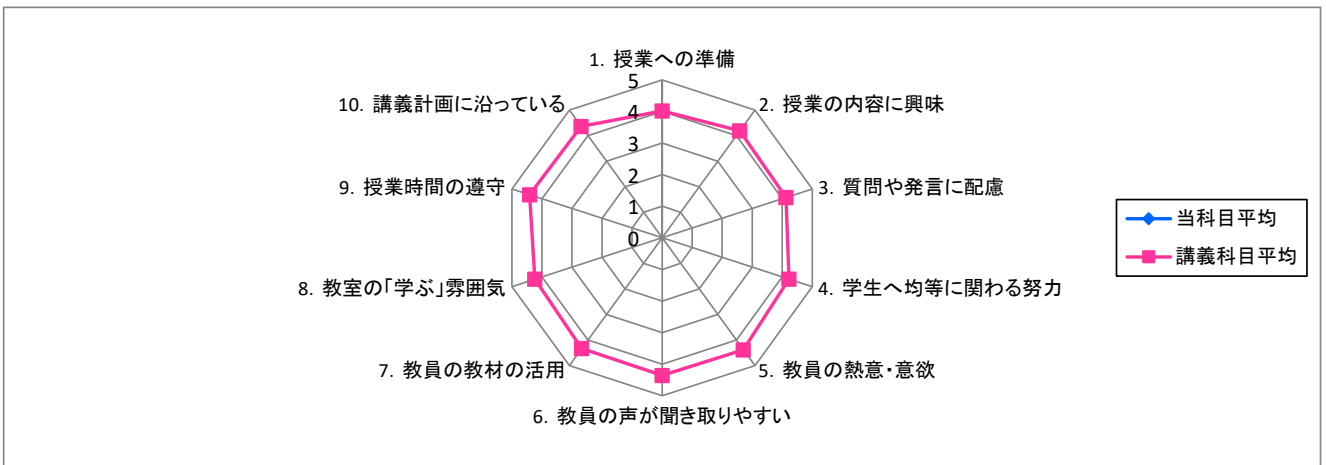 1. 授業への準備
2. 授業の内容に興味
3. 質問や発言に配慮
4. 学生へ均等に関わる努力
5. 教員の熱意・意欲
6. 教員の声が聞き取りやすい
7. 教員の教材の活用
8. 教室の「学ぶ」雰囲気
9. 授業時間の遵守
10. 講義計画に沿っている
5
4
3
2
1
0
当科目平均
講義科目平均